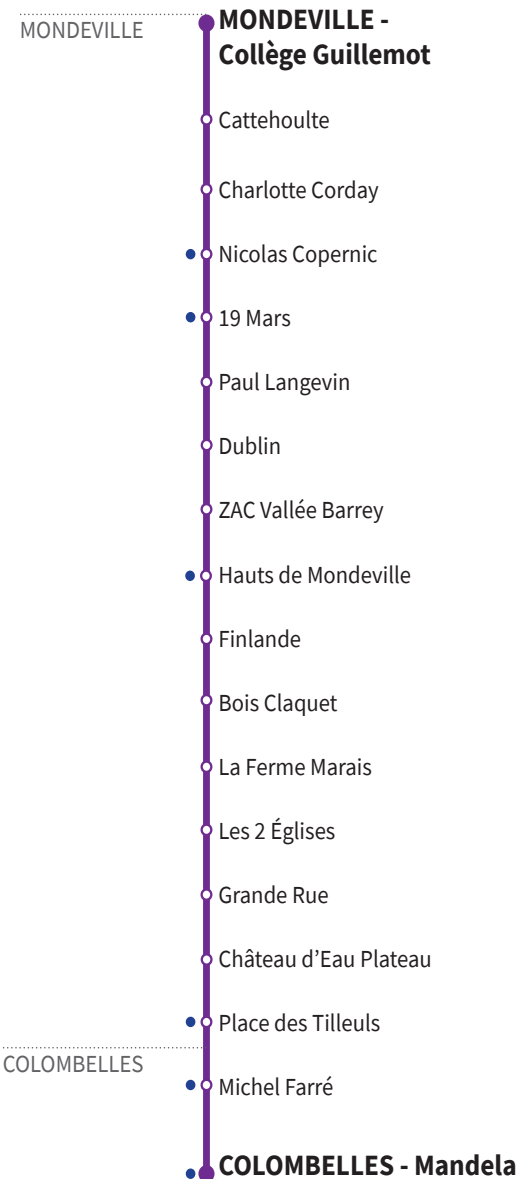 MONDEVILLE
MONDEVILLE -
Collège Guillemot
Cattehoulte
Charlotte Corday
Nicolas Copernic
19 Mars
Paul Langevin
Dublin
ZAC Vallée Barrey
Hauts de Mondeville
Finlande
Bois Claquet
La Ferme Marais
Les 2 Églises
Grande Rue
Château d’Eau Plateau
Place des Tilleuls
COLOMBELLES
Michel Farré
COLOMBELLES - Mandela